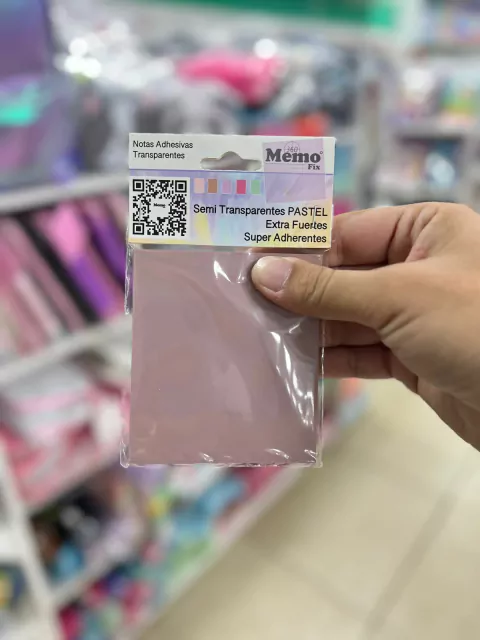 Notas Adhesivas
Transparentes
Memo
Fix
Semi Transparentes PASTEL
Extra Fuertes
Super Adherentes